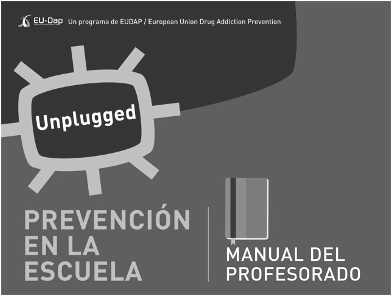 EU-Dap Un programa de EUDAP / European Union Drug Addiction Prevention
Unplugged
PREVENCIÓN
EN LA
ESCUELA
MANUAL DEL
PROFESORADO